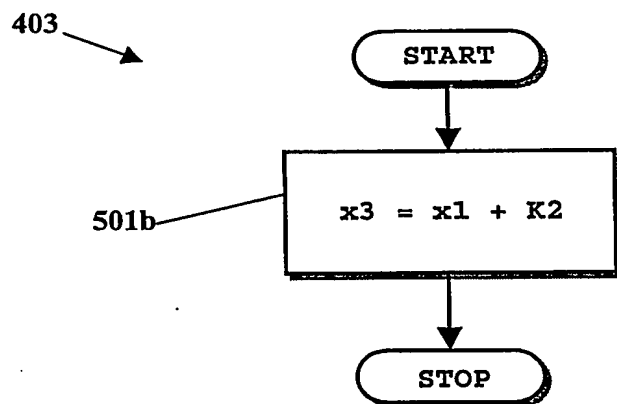 403
START
501b
x3 = x1 + K2
STOP